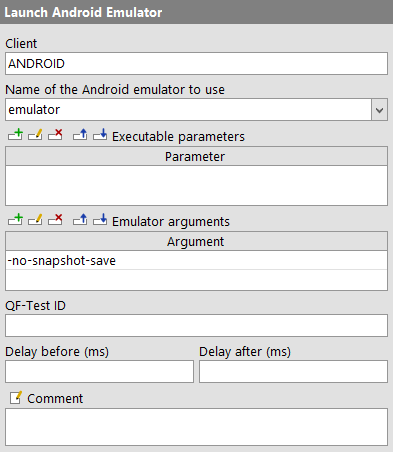 Launch Android Emulator
Client
ANDROID
Name of the Android emulator to use
emulator
Executable parameters
Parameter
Emulator arguments
Argument
-no-snapshot-save
QF-Test ID
Delay before (ms) Delay after (ms)
Comment